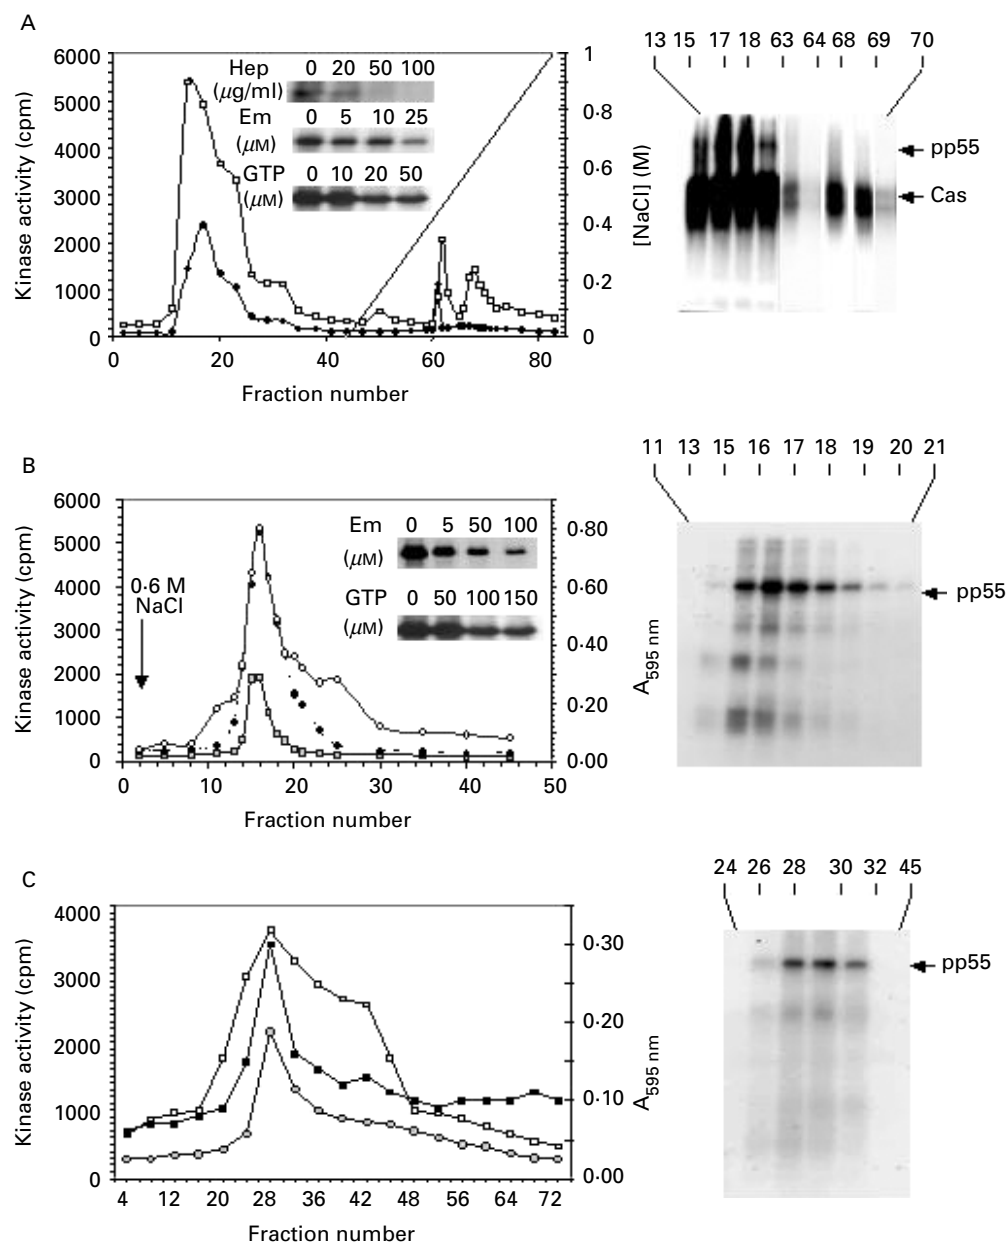 A
Kinase activity (cpm)
6000
5000
4000
3000
2000
1000
0
Hep 0 20 50 100
(μg/ml)
Em 0 5 10 25
(μM)
GTP 0 10 20 50
(μM)
1
0·8
0·6
0·4
0·2
0
[NaCl] (M)
0 20 40 60 80
Fraction number
13 15 17 18 63 64 68 69 70
pp55
Cas
B
Kinase activity (cpm)
6000
5000
4000
3000
2000
1000
0
0·6 M
NaCl
Em 0 5 50 100
(μM)
GTP 0 50 100 150
(μM)
0·80
0·60
0·40
0·20
0·00
A595 nm
0 10 20 30 40 50
Fraction number
11 13 15 16 17 18 19 20 21
pp55
C
Kinase activity (cpm)
4000
3000
2000
1000
0
0·30
0·20
0·10
0·00
A595 nm
4 12 20 28 36 48 56 64 72
Fraction number
24 26 28 30 32 45
pp55